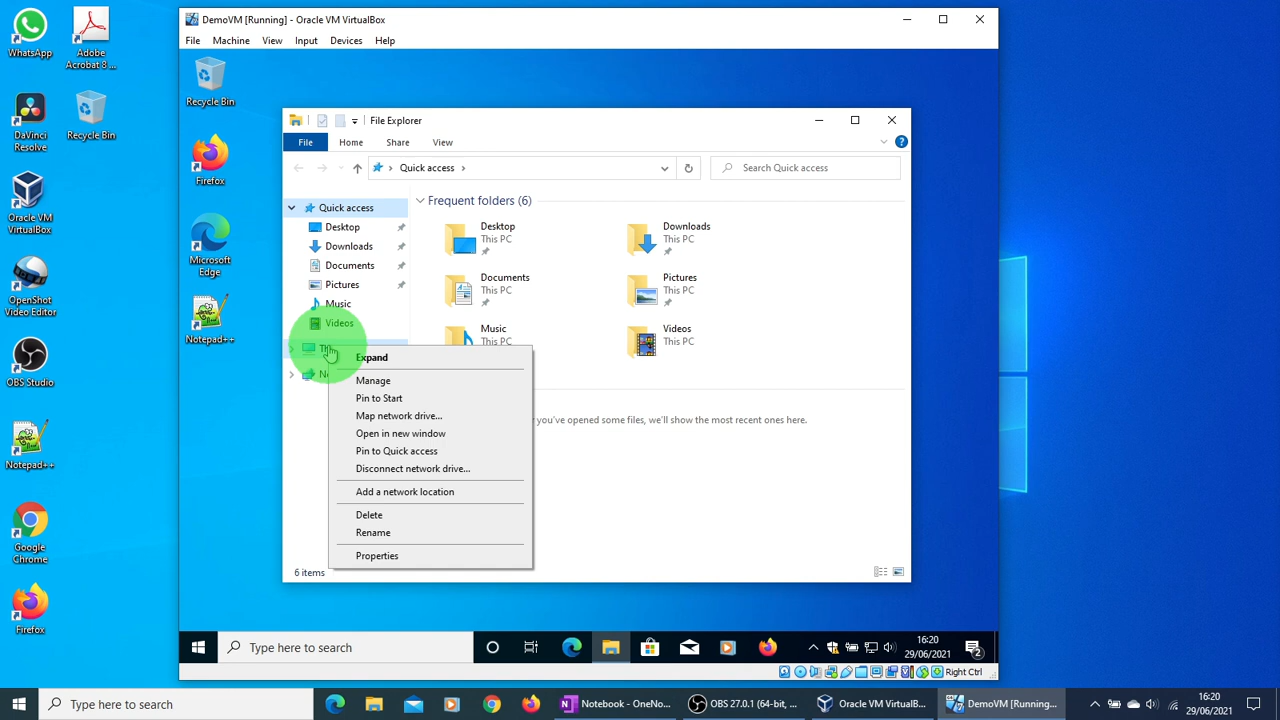 DemoVM [Running] - Oracle VM VirtualBox
File Machine View Input Devices Help
WhatsApp
Adobe
Acrobat 8 ...
DaVinci
Resolve
Recycle Bin
Oracle VM
VirtualBox
OpenShot
Video Editor
OBS Studio
Notepad++
Google
Chrome
Firefox
Recycle Bin
Firefox
Microsoft
Edge
Notepad++
File Explorer
File Home Share View
Quick access
Search Quick access
Quick access
Desktop
Downloads
Documents
Pictures
Music
Videos
Frequent folders (6)
Desktop
This PC
Downloads
This PC
Documents
This PC
Pictures
This PC
Music
This PC
Videos
This PC
you've opened some files, we'll show the most recent ones here.
Expand
Manage
Pin to Start
Map network drive...
Open in new window
Pin to Quick access
Disconnect network drive...
Add a network location
Delete
Rename
Properties
6 items
Type here to search
16:20
29/06/2021
2
Right Ctrl
Type here to search
Notebook - OneNo...
OBS 27.0.1 (64-bit, ...
Oracle VM VirtualB...
DemoVM [Running]...
16:20
29/06/2021